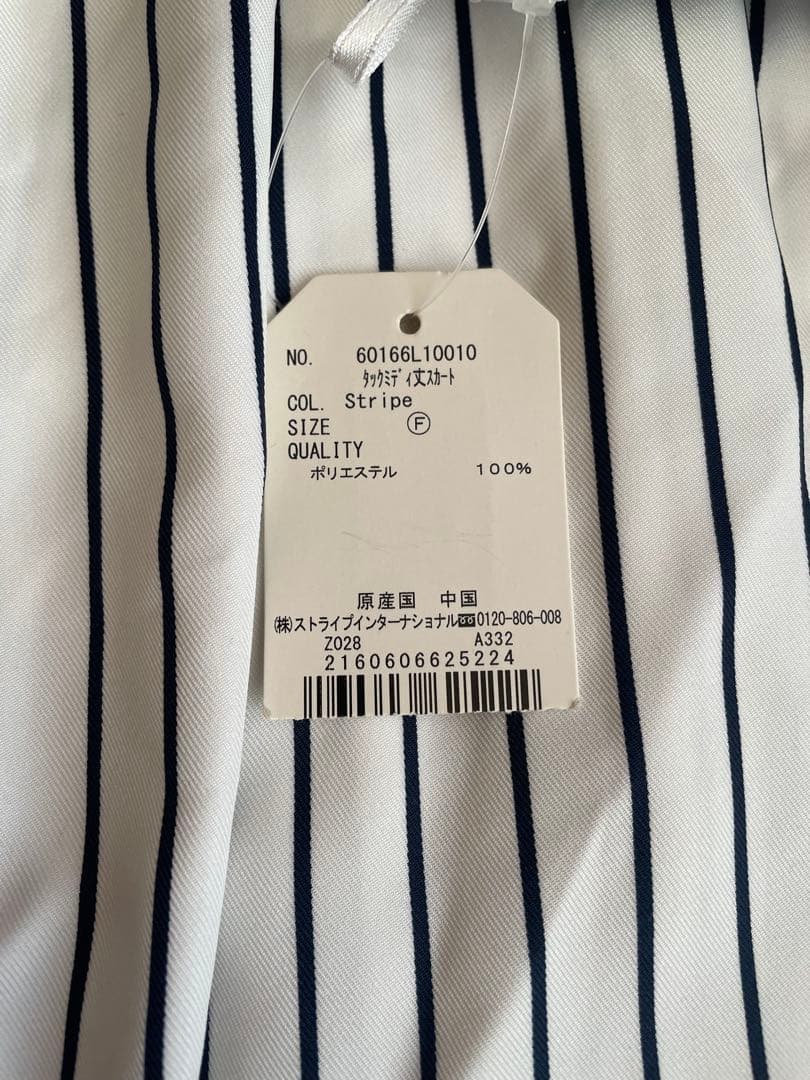 NO. 60166L10010
ﾀｯｸﾐﾃﾞｨ丈ｽｶｰﾄ
COL. Stripe
SIZE Ⓕ
QUALITY
ポリエステル 100%
原産国 中国
㈱ストライプインターナショナル 0120-806-008
Z028 A332
2160606625224